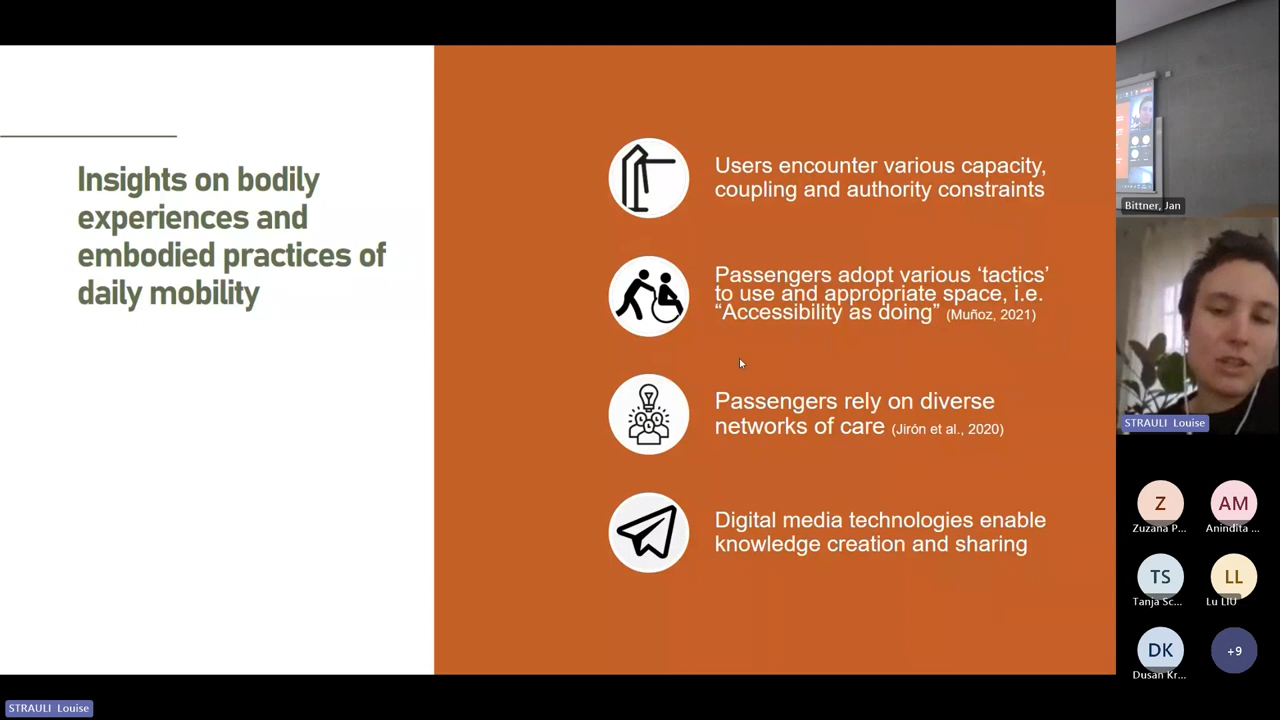 Insights on bodily
experiences and
embodied practices of
daily mobility
Users encounter various capacity,
coupling and authority constraints
Passengers adopt various ‘tactics’
to use and appropriate space, i.e.
“Accessibility as doing” (Muñoz, 2021)
Passengers rely on diverse
networks of care (Jirón et al., 2020)
Digital media technologies enable
knowledge creation and sharing
Bittner, Jan
STRAULI Louise
Z
Zuzana P...
AM
Anindita ...
TS
Tanja Sc...
LL
Lu LIU
DK
Dusan Kr...
+9
STRAULI Louise